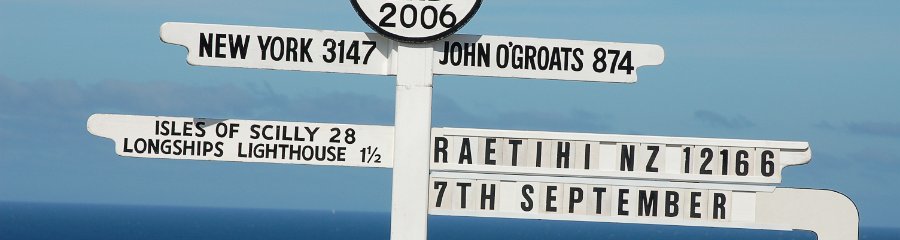 2006
NEW YORK 3147
JOHN O'GROATS 874
ISLES OF SCILLY 28
LONGSHIPS LIGHTHOUSE 1½
RAETIHI NZ 12166
7TH SEPTEMBER